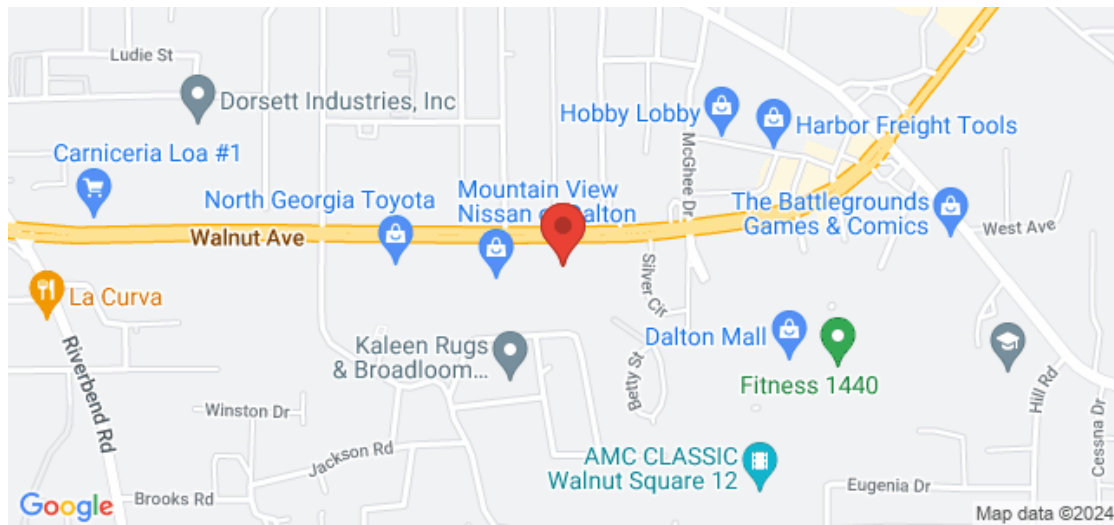 Ludie St
Dorsett Industries, Inc
Hobby Lobby
Harbor Freight Tools
McGhee Dr
Carniceria Loa #1
North Georgia Toyota
Mountain View
Nissan of Dalton
The Battlegrounds
Games & Comics
West Ave
Walnut Ave
Silver Cir
La Curva
Riverbend Rd
Kaleen Rugs
& Broadloom...
Dalton Mall
Fitness 1440
Betty St
Hill Rd
Cessna Dr
Winston Dr
Jackson Rd
AMC CLASSIC
Walnut Square 12
Eugenia Dr
Brooks Rd
Google
Map data ©2024